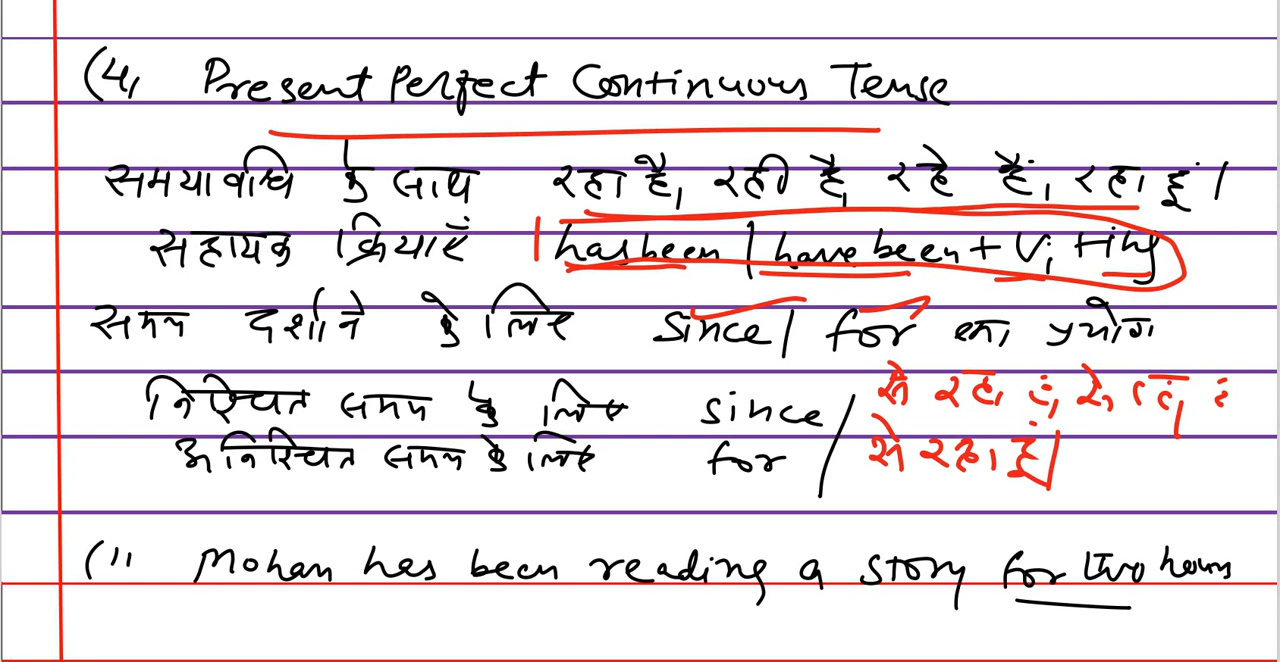 (4, Present Perfect Continuous Tense
समयावधि के साथ रहा है, रही है, रहे हैं, रहा हूं।
सहायक क्रियाएं | has been / have been + V₁ + ing
समय दर्शाने के लिए since / for का प्रयोग
निश्चित समय के लिए since / से रहा है,
अनिश्चित समय के लिए for / से रहा हूं।
(1) Mohan has been reading a story for two hours